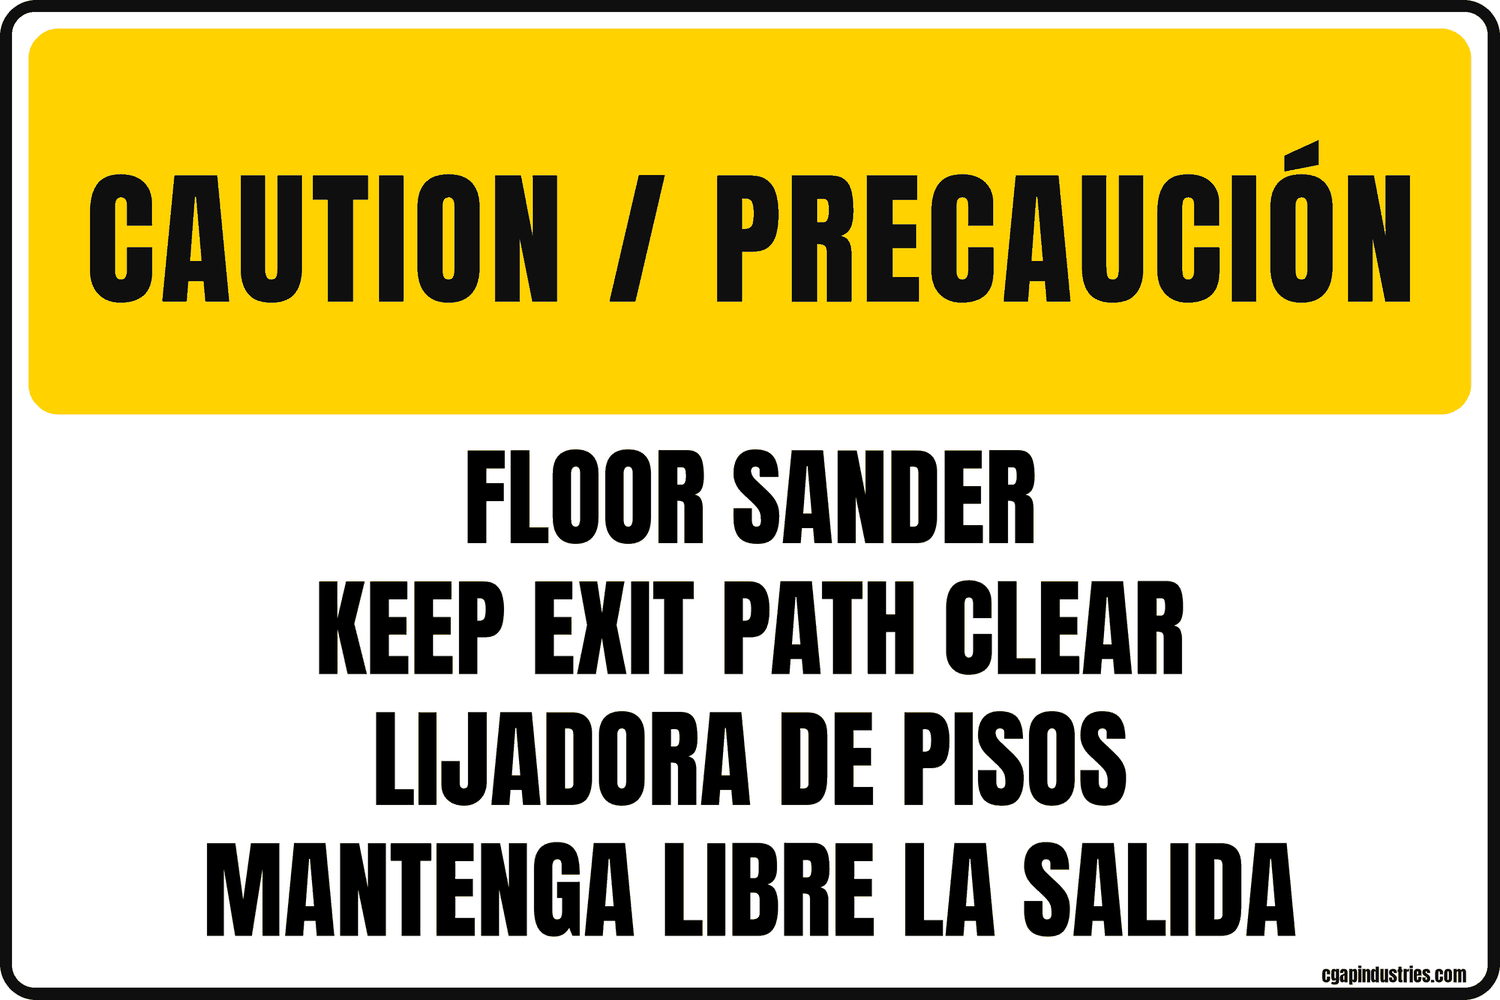 CAUTION / PRECAUCIÓN
FLOOR SANDER
KEEP EXIT PATH CLEAR
LIJADORA DE PISOS
MANTENGA LIBRE LA SALIDA
cgapindustries.com